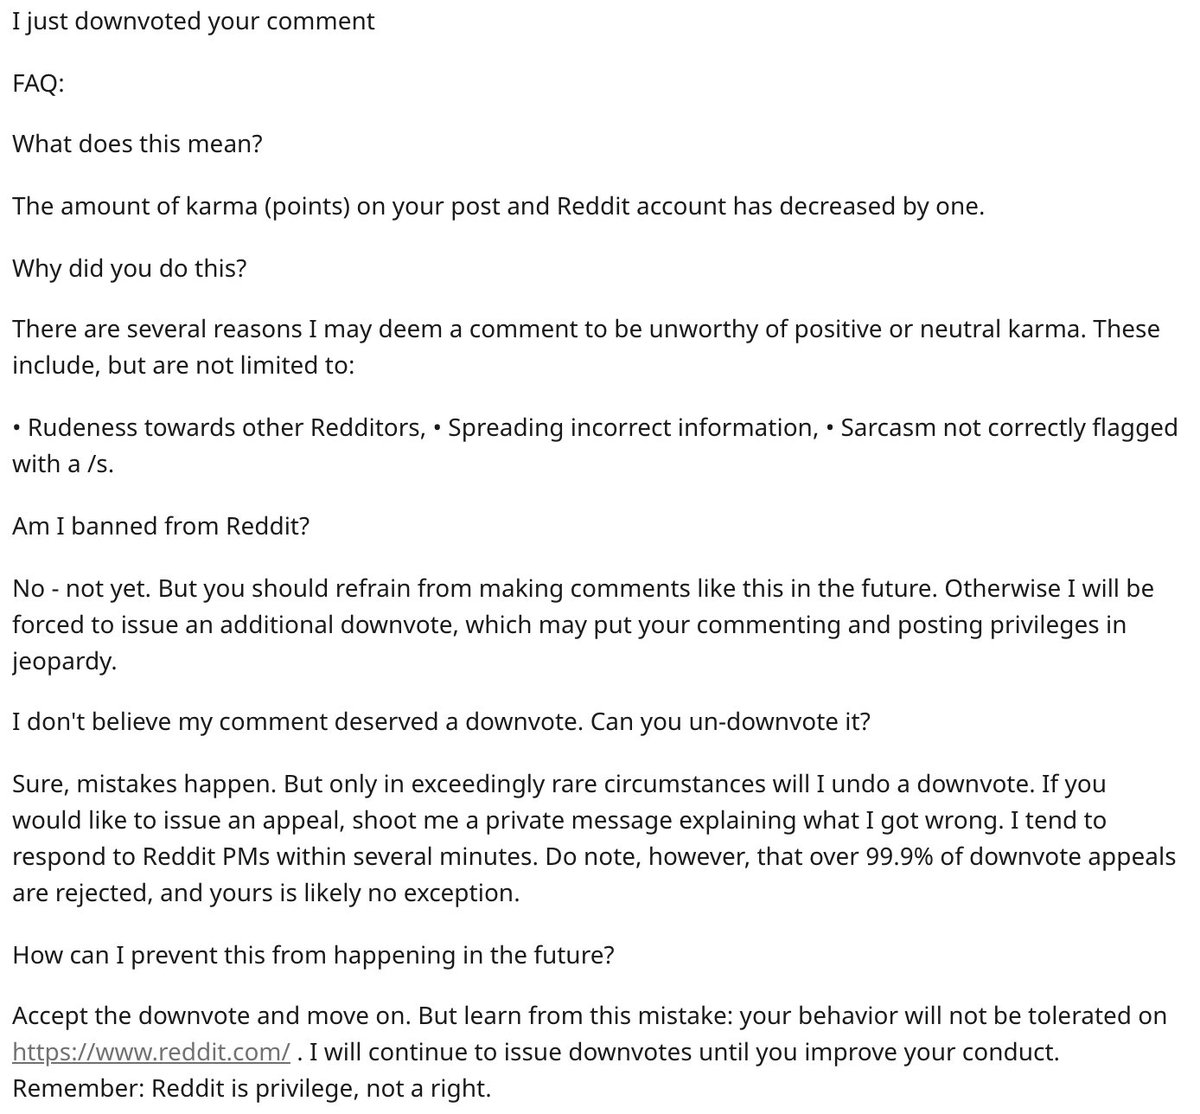 I just downvoted your comment
FAQ:
What does this mean?
The amount of karma (points) on your post and Reddit account has decreased by one.
Why did you do this?
There are several reasons I may deem a comment to be unworthy of positive or neutral karma. These
include, but are not limited to:
• Rudeness towards other Redditors, • Spreading incorrect information, • Sarcasm not correctly flagged
with a /s.
Am I banned from Reddit?
No - not yet. But you should refrain from making comments like this in the future. Otherwise I will be
forced to issue an additional downvote, which may put your commenting and posting privileges in
jeopardy.
I don't believe my comment deserved a downvote. Can you un-downvote it?
Sure, mistakes happen. But only in exceedingly rare circumstances will I undo a downvote. If you
would like to issue an appeal, shoot me a private message explaining what I got wrong. I tend to
respond to Reddit PMs within several minutes. Do note, however, that over 99.9% of downvote appeals
are rejected, and yours is likely no exception.
How can I prevent this from happening in the future?
Accept the downvote and move on. But learn from this mistake: your behavior will not be tolerated on
https://www.reddit.com/ . I will continue to issue downvotes until you improve your conduct.
Remember: Reddit is privilege, not a right.